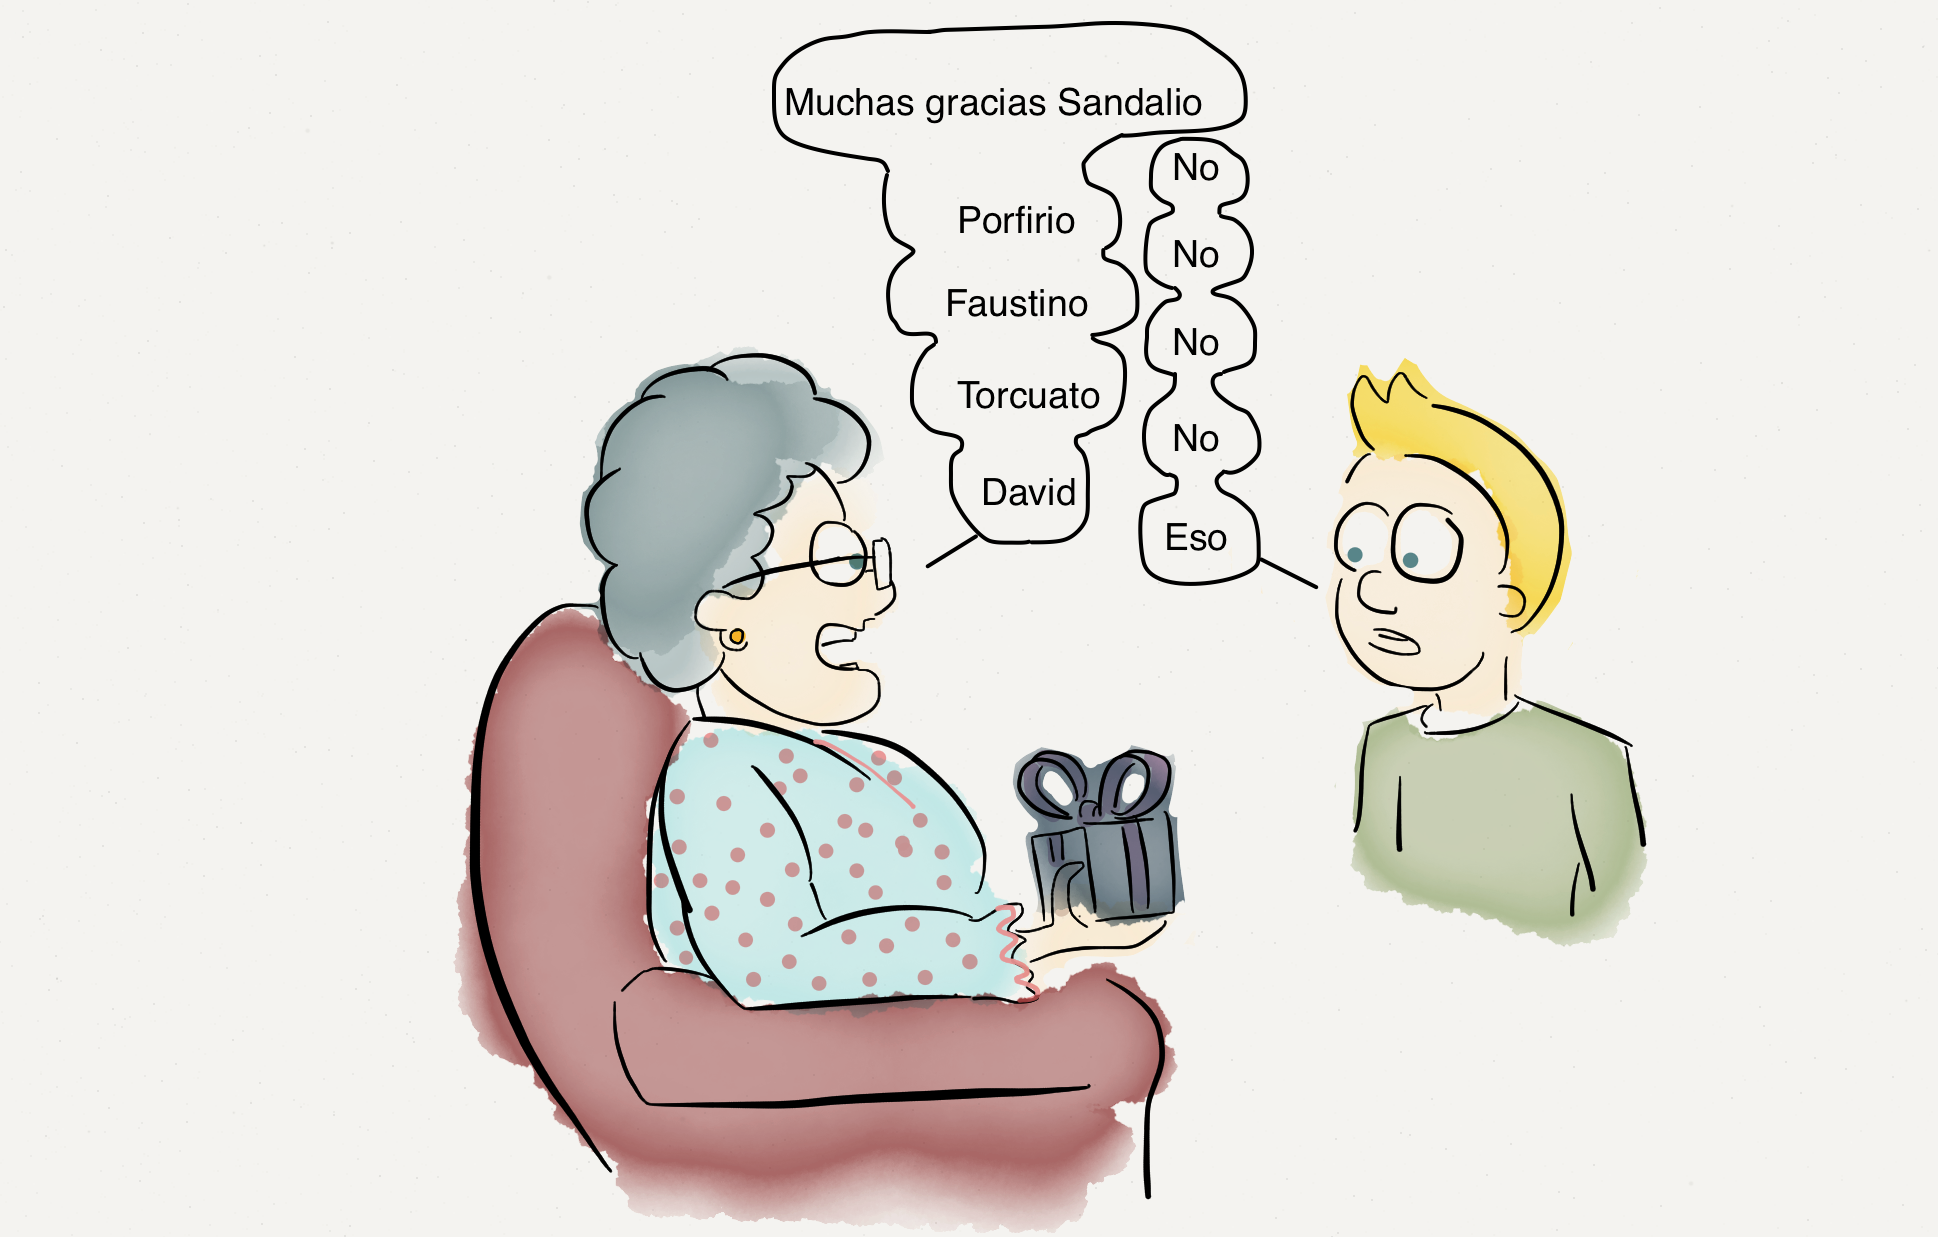 Muchas gracias Sandalio
No
Porfirio
No
Faustino
No
Torcuato
No
David
Eso